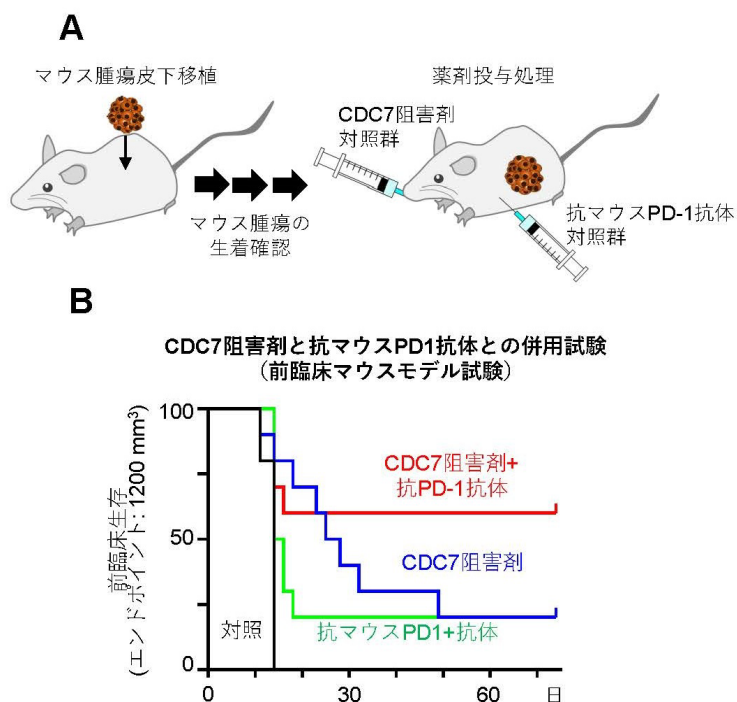 A
マウス腫瘍皮下移植
薬剤投与処理
CDC7阻害剤
対照群
マウス腫瘍の
生着確認
抗マウスPD-1抗体
対照群
B
CDC7阻害剤と抗マウスPD1抗体との併用試験
（前臨床マウスモデル試験）
前臨床生存
(エンドポイント: 1200 mm³)
100
50
0
CDC7阻害剤+
抗PD-1抗体
CDC7阻害剤
対照
抗マウスPD1+抗体
0
30
60
日